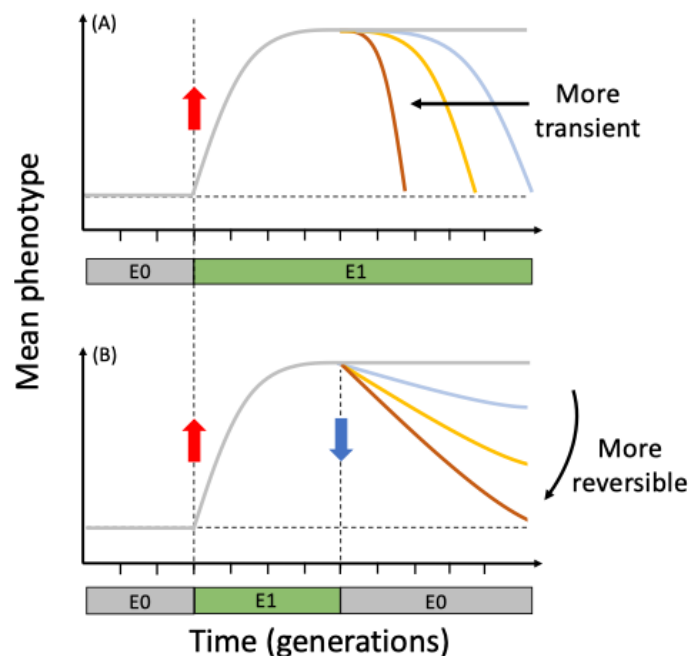 (A)
More
transient
E0
E1
Mean phenotype
(B)
More
reversible
E0
E1
E0
Time (generations)